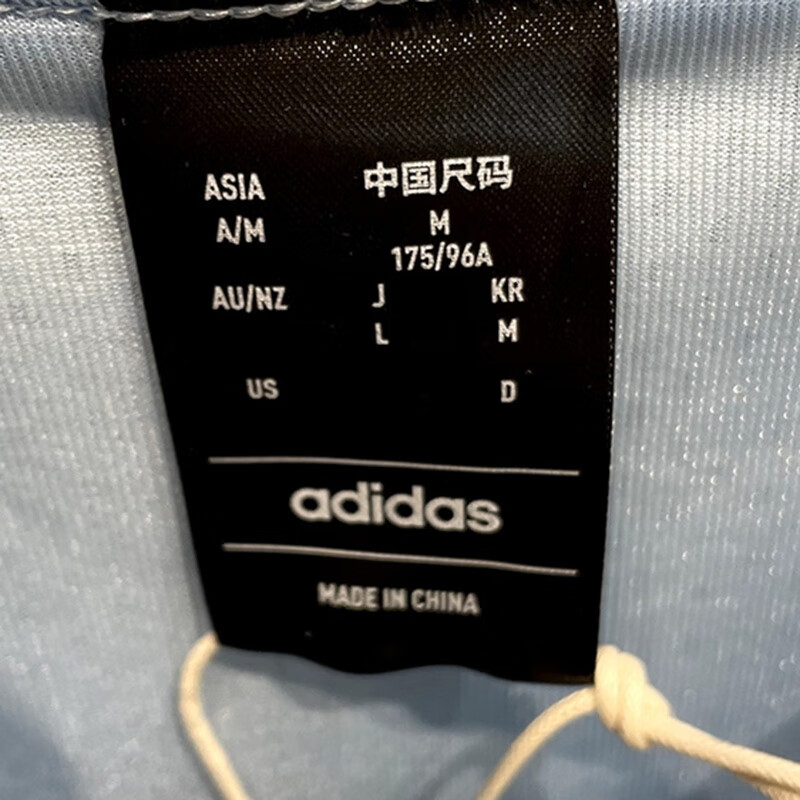 ASIA 中国尺码
A/M M
175/96A
AU/NZ J KR
L M
US D
adidas
MADE IN CHINA